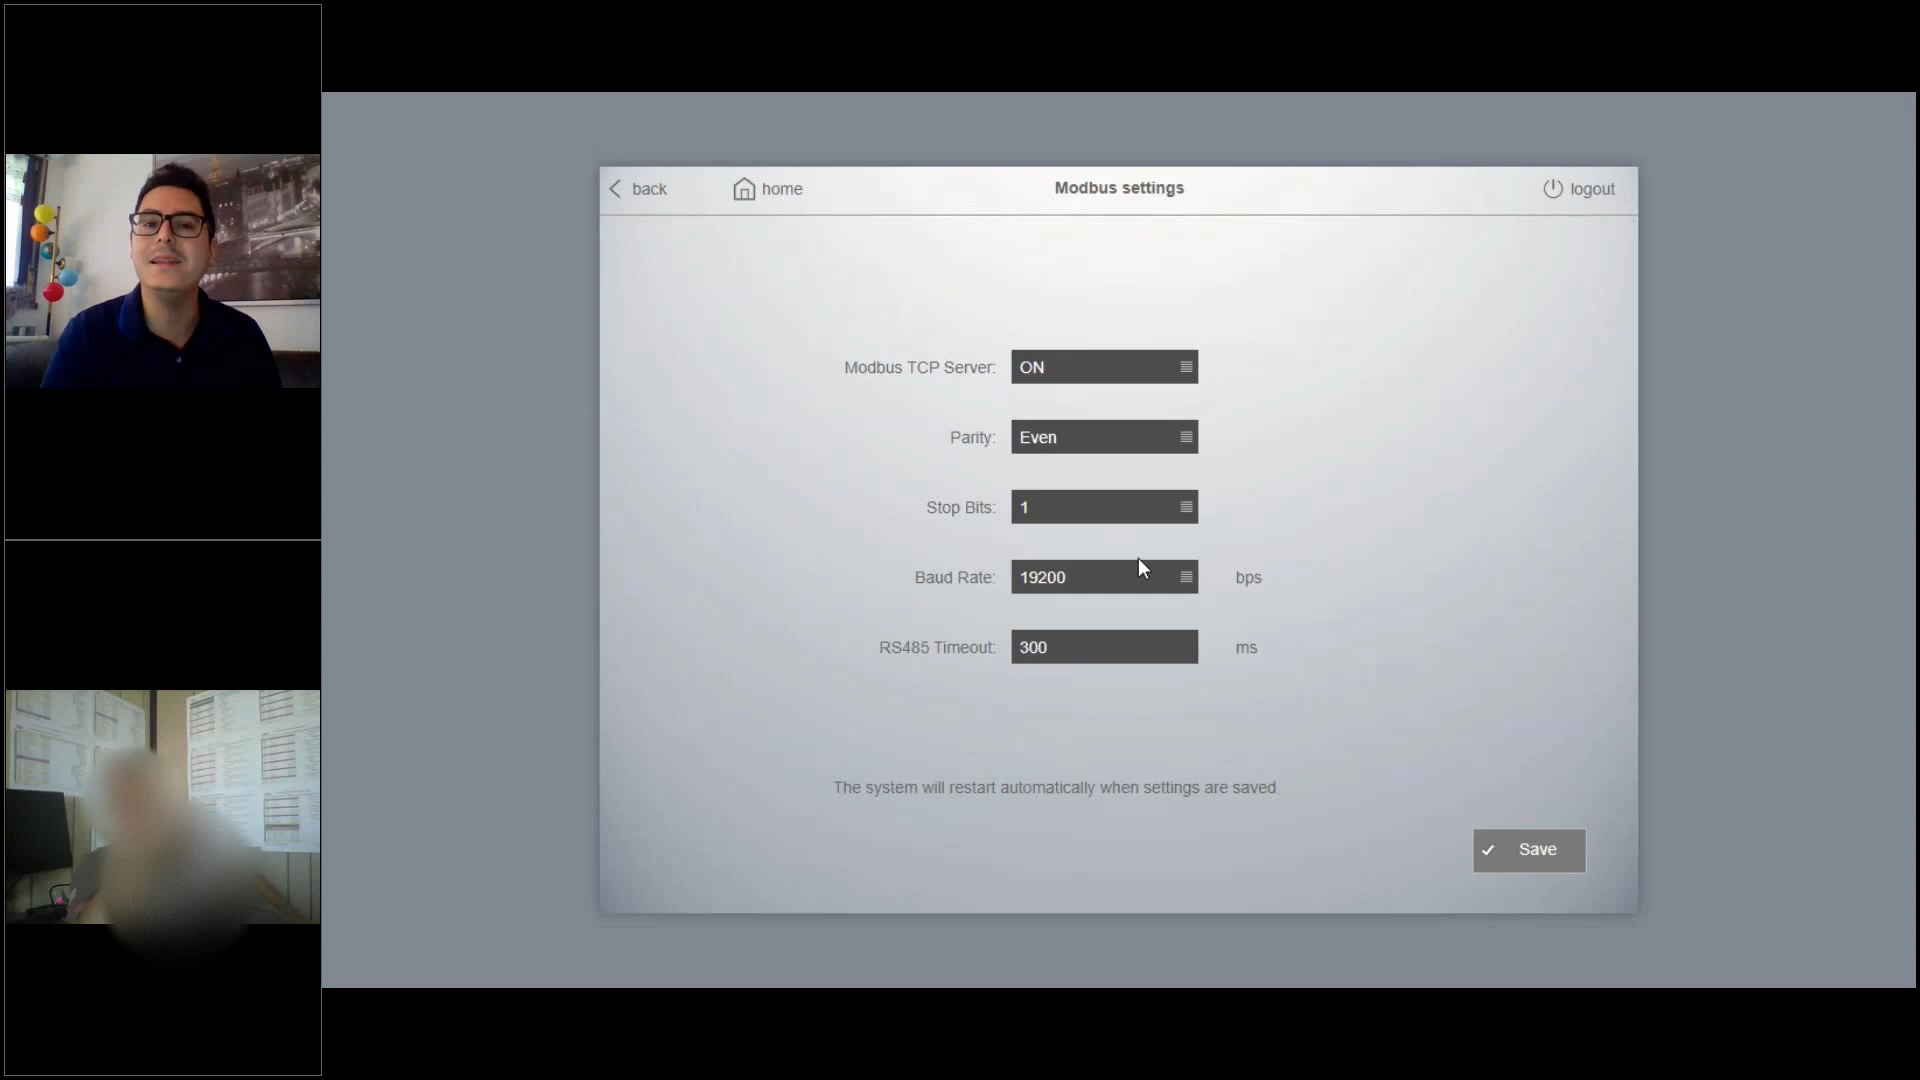 back
home
Modbus settings
logout
Modbus TCP Server: ON
Parity: Even
Stop Bits: 1
Baud Rate: 19200 bps
RS485 Timeout: 300 ms
The system will restart automatically when settings are saved
Save